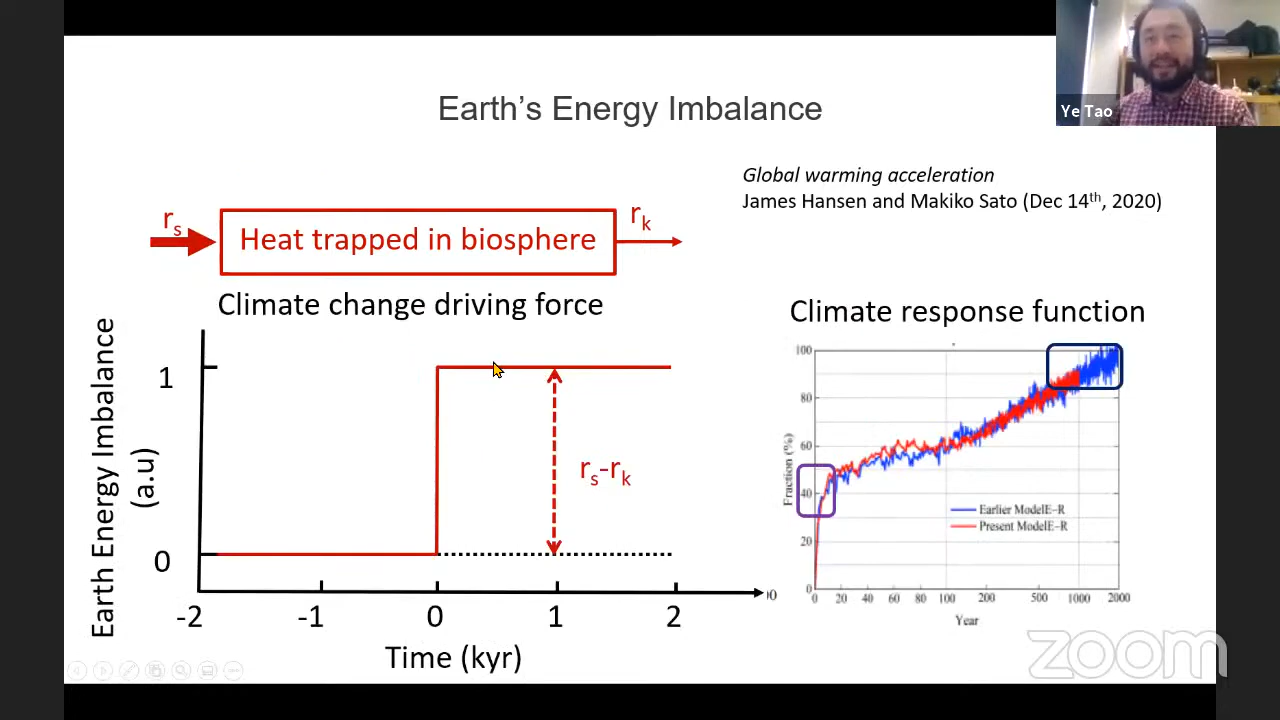 Earth's Energy Imbalance
Ye Tao
Global warming acceleration
James Hansen and Makiko Sato (Dec 14th, 2020)
rs
Heat trapped in biosphere
rk
Climate change driving force
Earth Energy Imbalance
(a.u)
1
0
rs-rk
-2 -1 0 1 2
Time (kyr)
Climate response function
Fraction (%)
100
80
60
40
20
0
Earlier ModelE-R
Present ModelE-R
0 20 40 60 80 100 200 500 1000 2000
Year
zoom